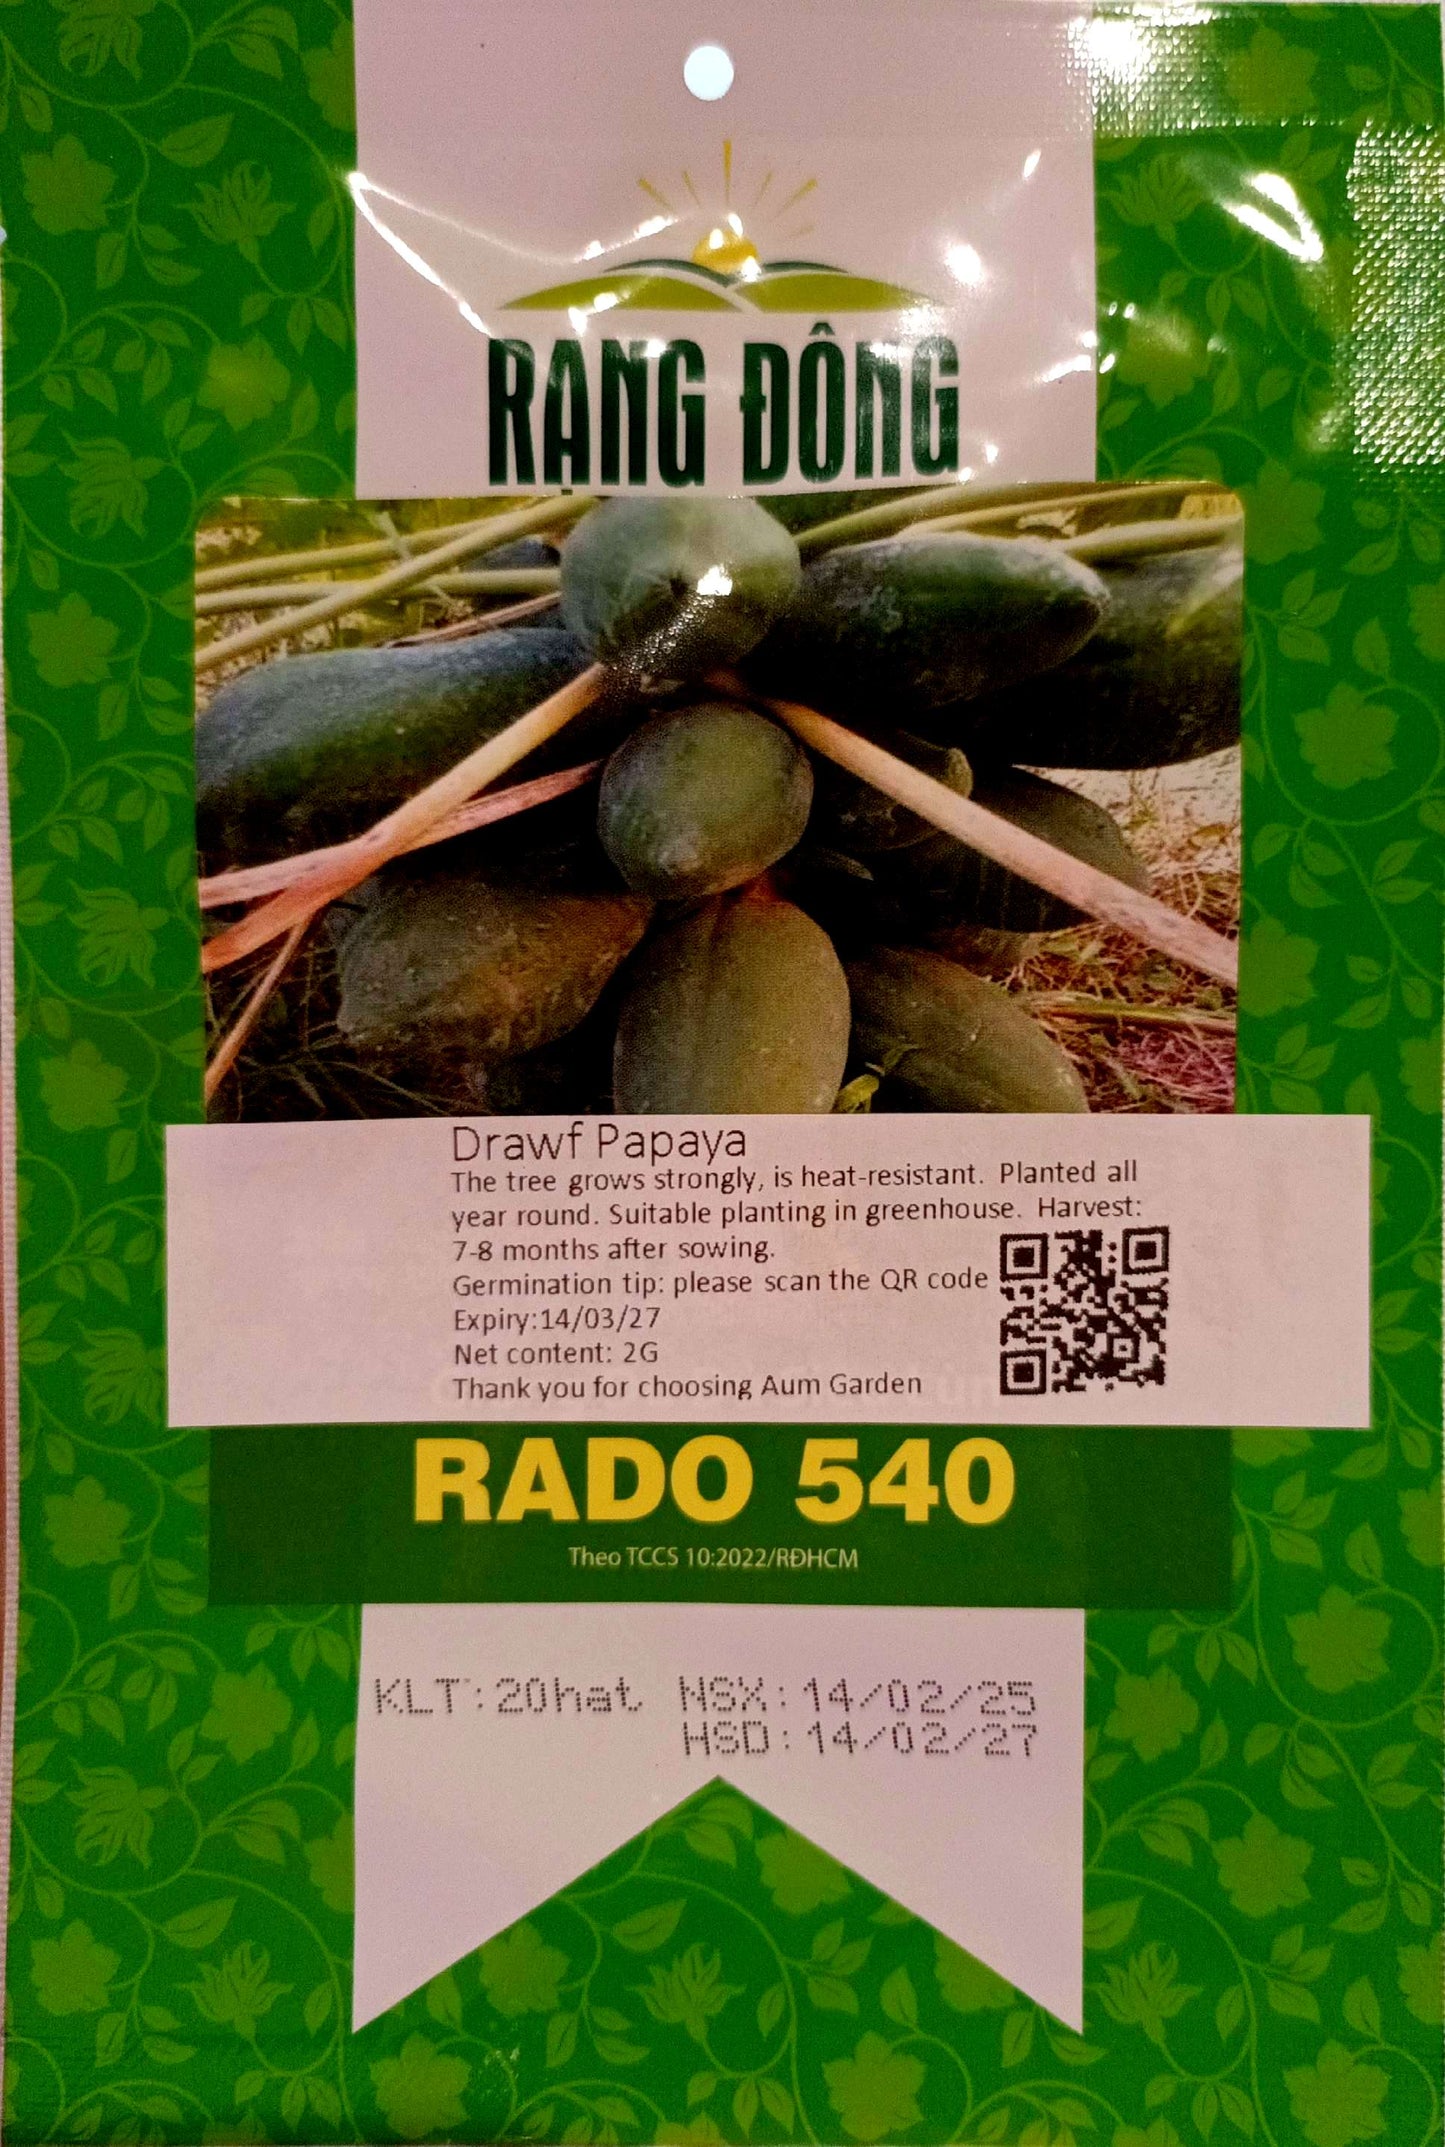 RẠNG ĐÔNG
Drawf Papaya
The tree grows strongly, is heat-resistant. Planted all
year round. Suitable planting in greenhouse. Harvest:
7-8 months after sowing.
Germination tip: please scan the QR code
Expiry:14/03/27
Net content: 2G
Thank you for choosing Aum Garden
RADO 540
Theo TCCS 10:2022/RĐHCM
KLT:20hat NSX:14/02/25
HSD:14/02/27